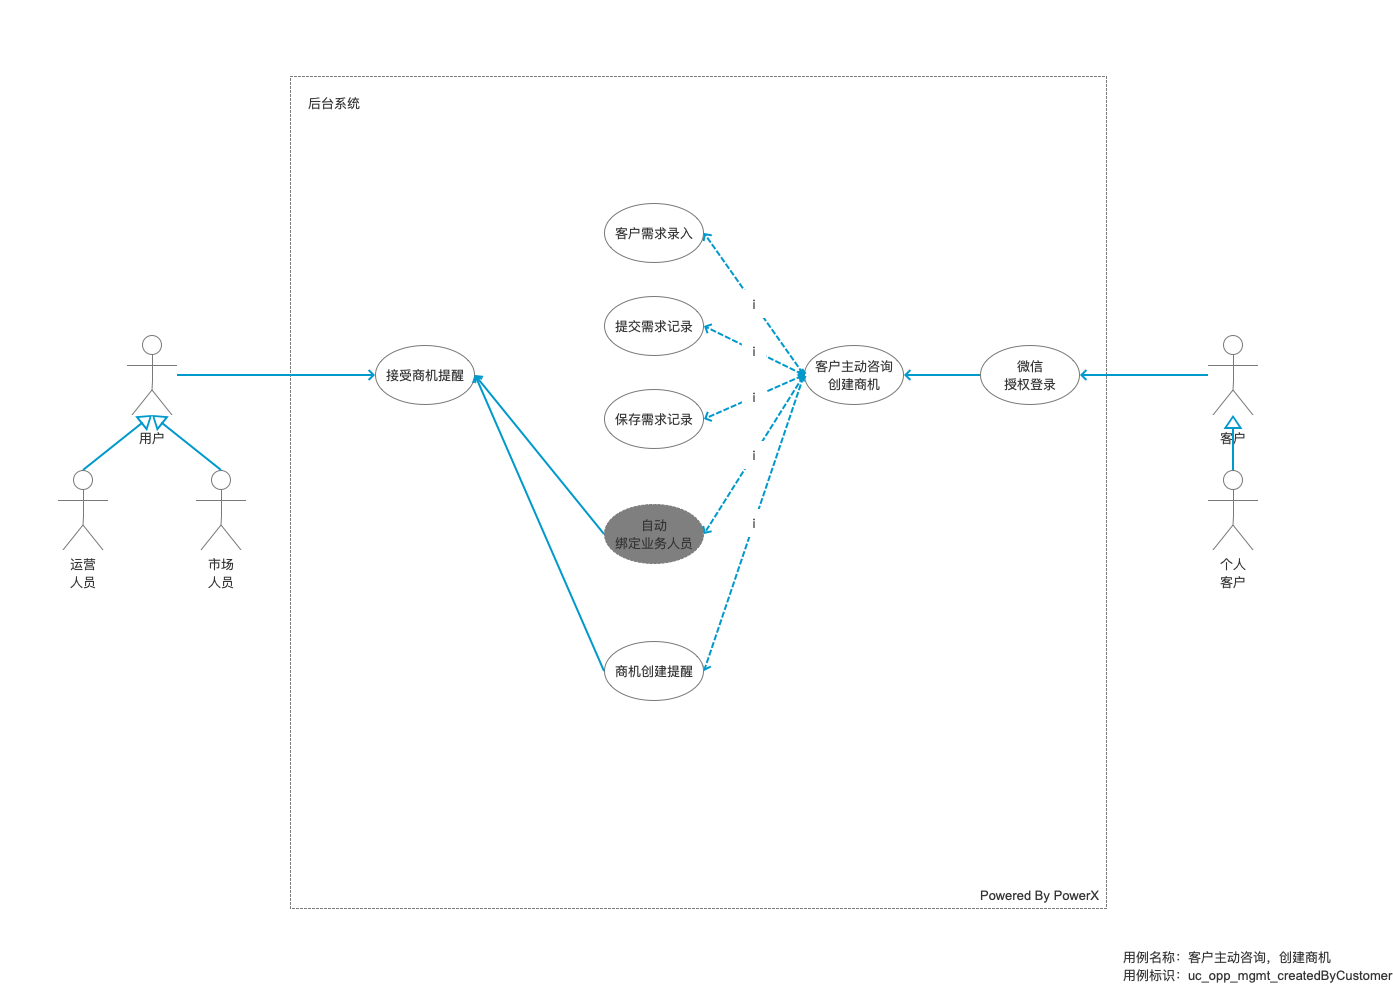 后台系统
客户需求录入
i
提交需求记录
i
用户
接受商机提醒
客户主动咨询
创建商机
微信
授权登录
客户
保存需求记录
i
i
运营
人员
市场
人员
自动
绑定业务人员
i
个人
客户
商机创建提醒
Powered By PowerX
用例名称：客户主动咨询，创建商机
用例标识：uc_opp_mgmt_createdByCustomer